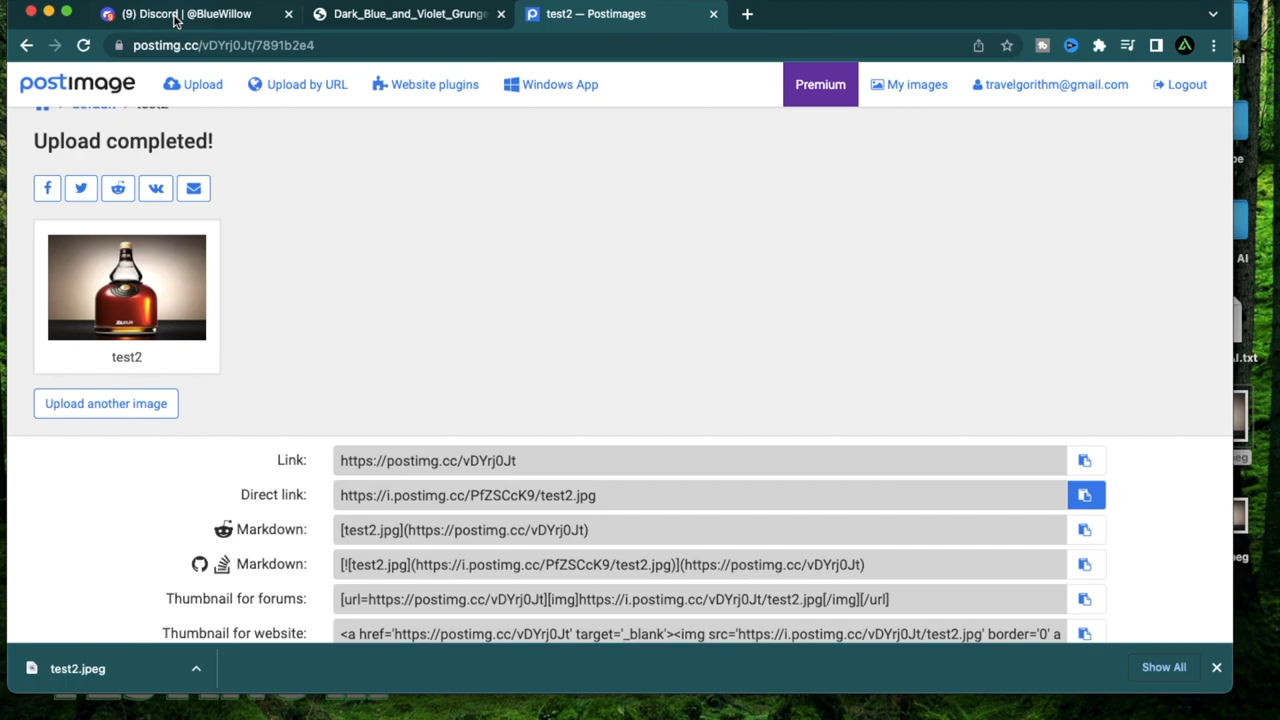 (9) Discord | @BlueWillow
Dark_Blue_and_Violet_Grunge
test2 — Postimages
postimg.cc/vDYrj0Jt/7891b2e4
postimage
Upload
Upload by URL
Website plugins
Windows App
Premium
My images
travelgorithm@gmail.com
Logout
Upload completed!
test2
Upload another image
Link:
https://postimg.cc/vDYrj0Jt
Direct link:
https://i.postimg.cc/PfZSCcK9/test2.jpg
Markdown:
[test2.jpg](https://postimg.cc/vDYrj0Jt)
Markdown:
[![test2.jpg](https://i.postimg.cc/PfZSCcK9/test2.jpg)](https://postimg.cc/vDYrj0Jt)
Thumbnail for forums:
[url=https://postimg.cc/vDYrj0Jt][img]https://i.postimg.cc/vDYrj0Jt/test2.jpg[/img][/url]
Thumbnail for website:
<a href='https://postimg.cc/vDYrj0Jt' target='_blank'><img src='https://i.postimg.cc/vDYrj0Jt/test2.jpg' border='0' a
test2.jpeg
Show All
AI
l.txt